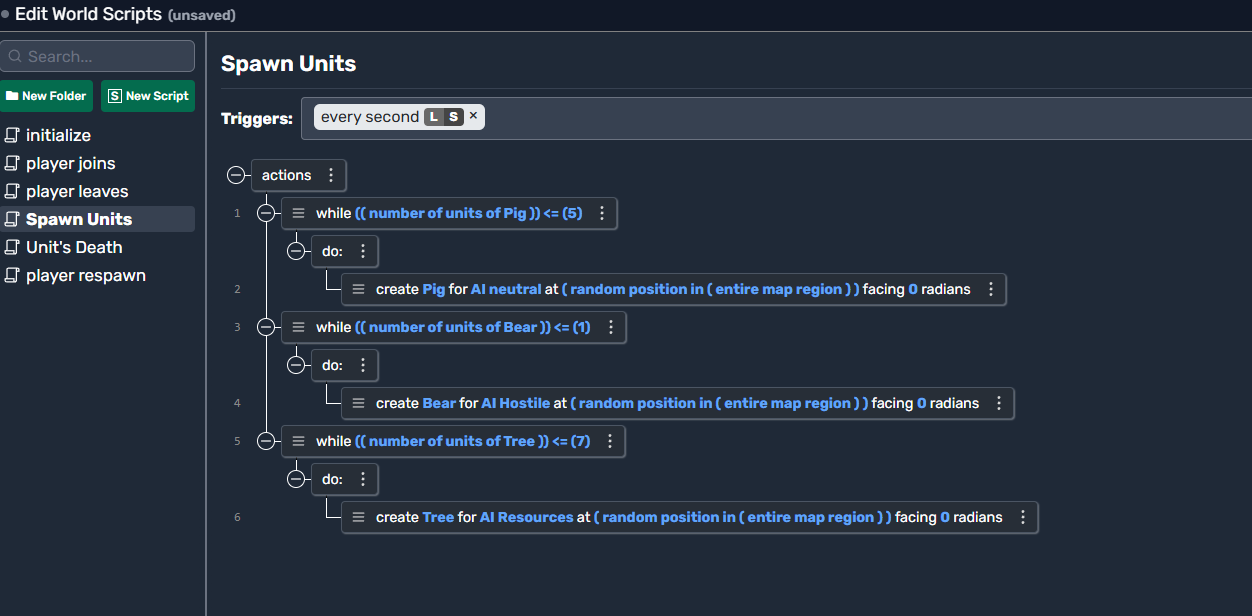 Edit World Scripts (unsaved)
Search...
New Folder
S New Script
initialize
player joins
player leaves
Spawn Units
Unit's Death
player respawn
Spawn Units
Triggers: every second L S ×
actions
1 while (( number of units of Pig )) <= (5)
do:
2 create Pig for AI neutral at ( random position in ( entire map region ) ) facing 0 radians
3 while (( number of units of Bear )) <= (1)
do:
4 create Bear for AI Hostile at ( random position in ( entire map region ) ) facing 0 radians
5 while (( number of units of Tree )) <= (7)
do:
6 create Tree for AI Resources at ( random position in ( entire map region ) ) facing 0 radians